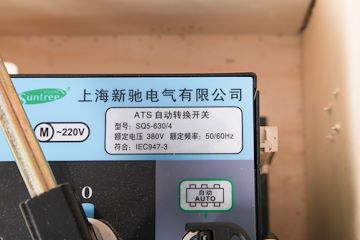 Suntree
上海新驰电气有限公司
M ~220V
ATS 自动转换开关
型号: SQ5-630/4
额定电压 380V 额定频率: 50/60Hz
符合: IEC947-3
O
自动
AUTO